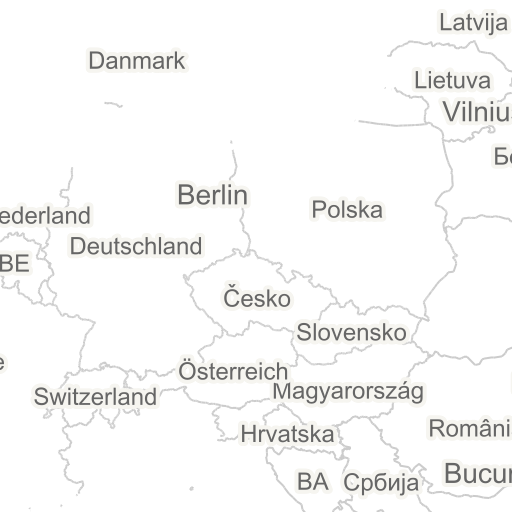 Latvija
Danmark
Lietuva
Vilnius
Бе
Berlin
Polska
ederland
Deutschland
BE
Česko
Slovensko
e
Österreich
Switzerland
Magyarország
Hrvatska
Români
Bucur
BA
Србија